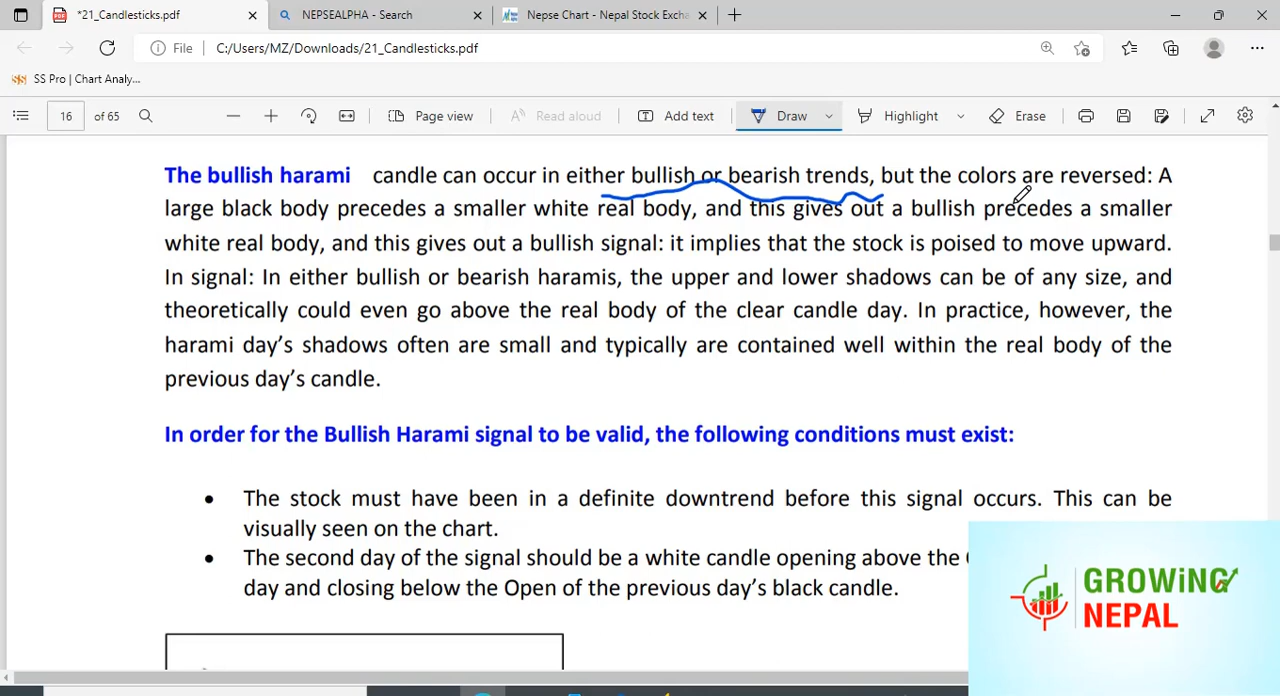 *21_Candlesticks.pdf
NEPSEALPHA - Search
Nepse Chart - Nepal Stock Excha
File
C:/Users/MZ/Downloads/21_Candlesticks.pdf
SS Pro | Chart Analy...
16 of 65
Page view
Read aloud
Add text
Draw
Highlight
Erase
The bullish harami candle can occur in either bullish or bearish trends, but the colors are reversed: A
large black body precedes a smaller white real body, and this gives out a bullish precedes a smaller
white real body, and this gives out a bullish signal: it implies that the stock is poised to move upward.
In signal: In either bullish or bearish haramis, the upper and lower shadows can be of any size, and
theoretically could even go above the real body of the clear candle day. In practice, however, the
harami day's shadows often are small and typically are contained well within the real body of the
previous day's candle.
In order for the Bullish Harami signal to be valid, the following conditions must exist:
• The stock must have been in a definite downtrend before this signal occurs. This can be
visually seen on the chart.
• The second day of the signal should be a white candle opening above the
day and closing below the Open of the previous day's black candle.
GROWiNG
NEPAL